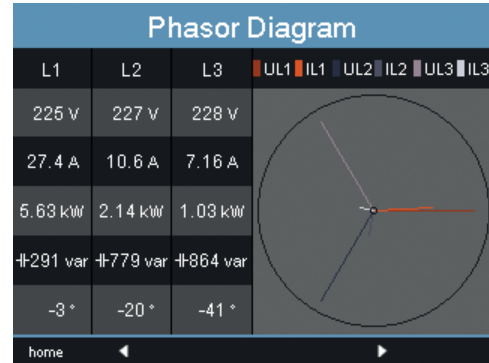 Phasor Diagram
L1 L2 L3 UL1 IL1 UL2 IL2 UL3 IL3
225 V 227 V 228 V
27.4 A 10.6 A 7.16 A
5.63 kW 2.14 kW 1.03 kW
⊣⊢291 var ⊣⊢779 var ⊣⊢864 var
-3 ° -20 ° -41 °
home